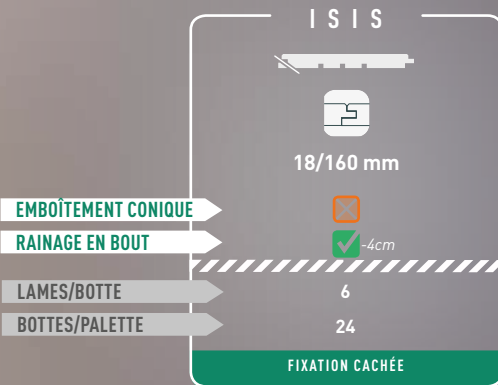 ISIS
18/160 mm
EMBOÎTEMENT CONIQUE
RAINAGE EN BOUT -4cm
LAMES/BOTTE 6
BOTTES/PALETTE 24
FIXATION CACHÉE